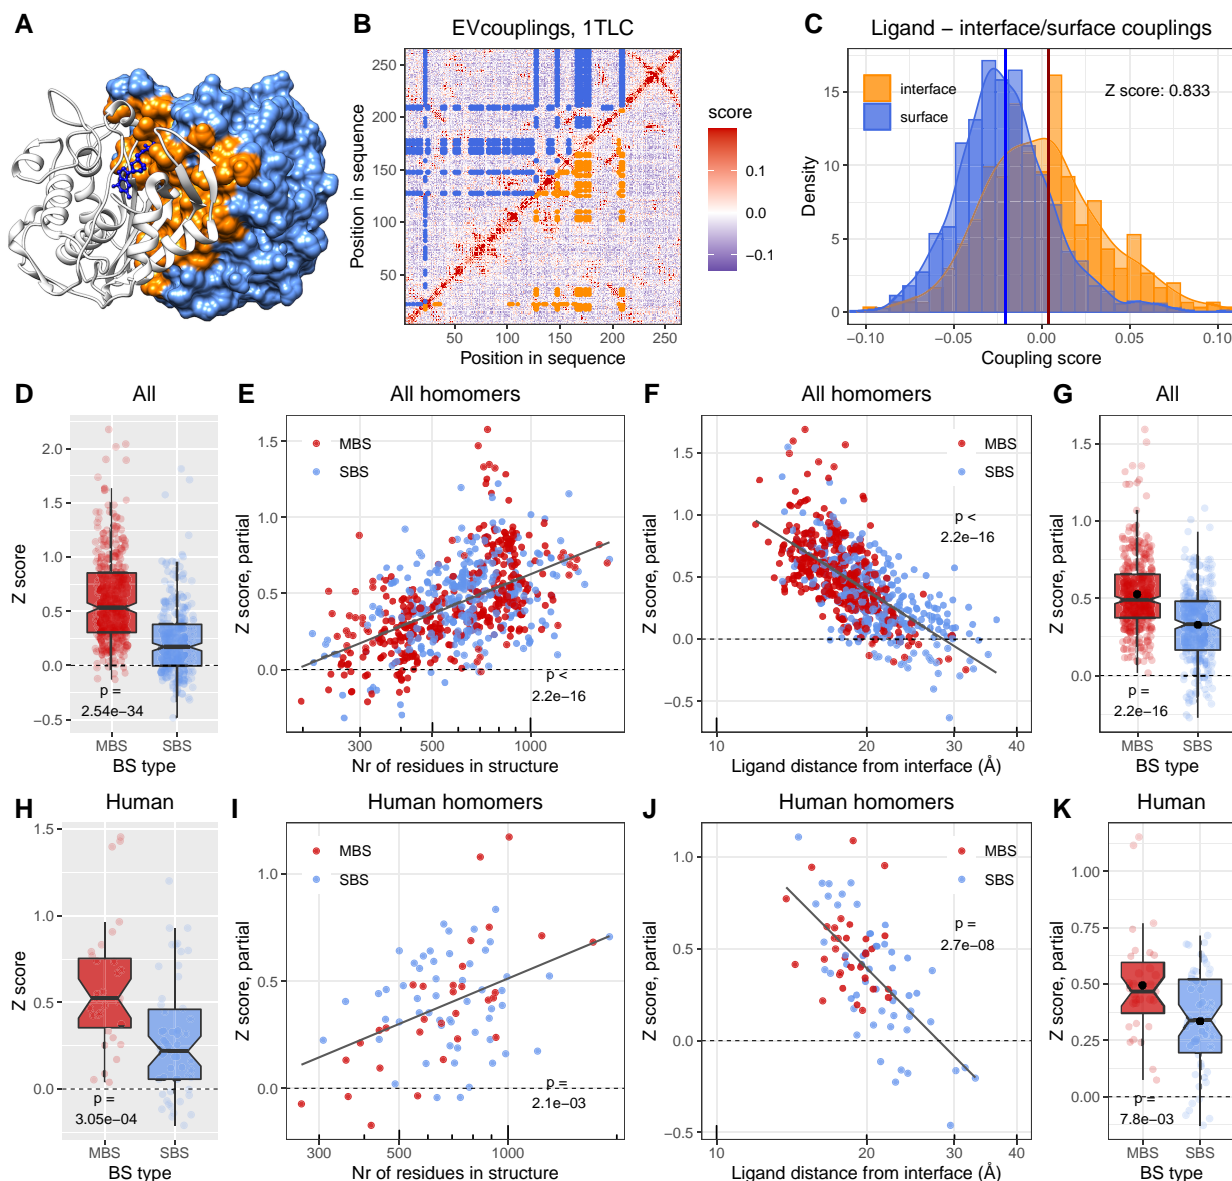 A
B
EVcouplings, 1TLC
C
Ligand − interface/surface couplings
Position in sequence
250
200
150
100
50
50
100
150
200
250
Position in sequence
score
0.1
0.0
−0.1
Density
15
10
5
0
−0.10
−0.05
0.00
0.05
0.10
Coupling score
interface
surface
Z score: 0.833
D
All
Z score
2.0
1.5
1.0
0.5
0.0
−0.5
p =
2.54e−34
MBS
SBS
BS type
E
All homomers
Z score, partial
1.5
1.0
0.5
0.0
MBS
SBS
p <
2.2e−16
300
500
1000
Nr of residues in structure
F
All homomers
Z score, partial
1.5
1.0
0.5
0.0
−0.5
MBS
SBS
p <
2.2e−16
10
20
30
40
Ligand distance from interface (Å)
G
All
Z score, partial
1.5
1.0
0.5
0.0
p =
2.2e−16
MBS
SBS
BS type
H
Human
Z score
1.5
1.0
0.5
0.0
p =
3.05e−04
MBS
SBS
BS type
I
Human homomers
Z score, partial
1.0
0.5
0.0
MBS
SBS
p =
2.1e−03
300
500
1000
Nr of residues in structure
J
Human homomers
Z score, partial
1.0
0.5
0.0
−0.5
MBS
SBS
p =
2.7e−08
10
20
30
40
Ligand distance from interface (Å)
K
Human
Z score, partial
1.00
0.75
0.50
0.25
0.00
p =
7.8e−03
MBS
SBS
BS type